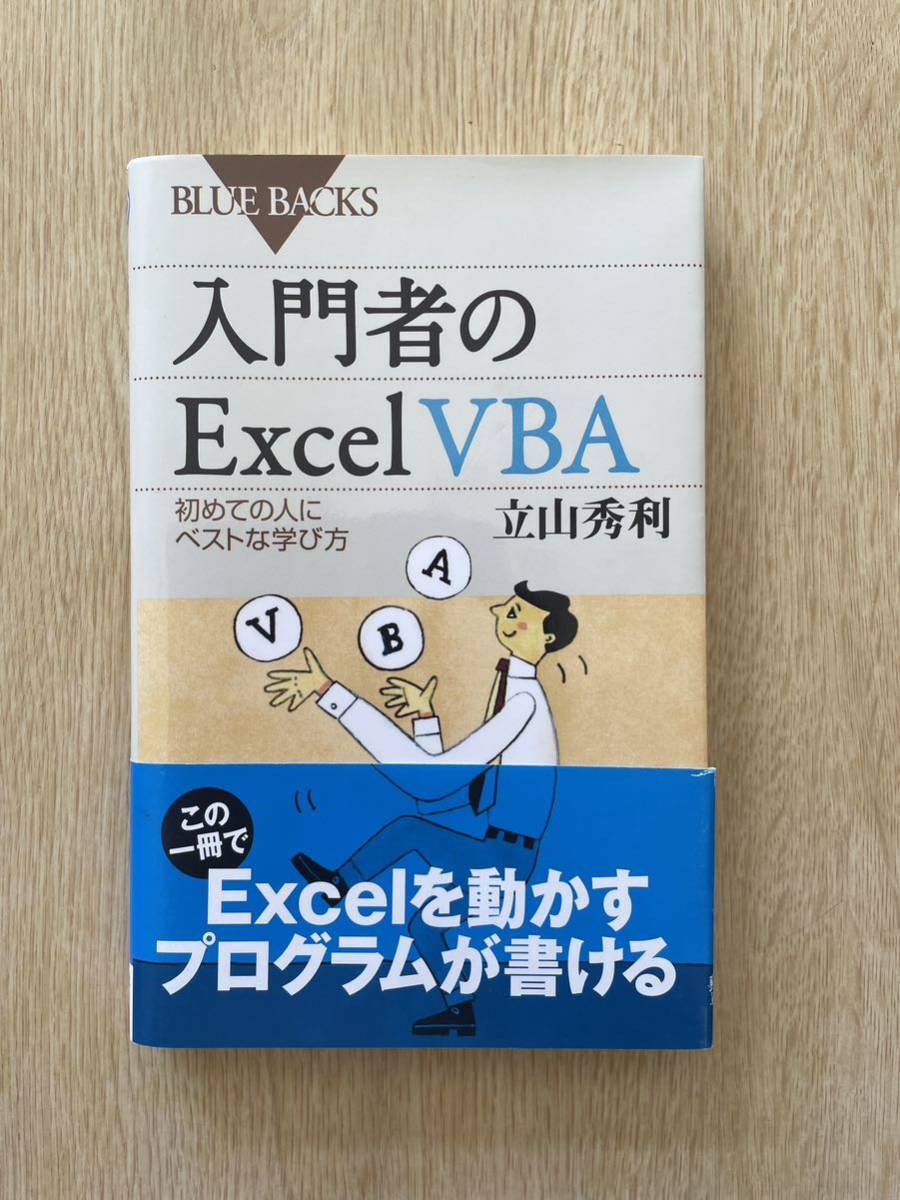 BLUE BACKS
入門者の
Excel VBA
初めての人に
ベストな学び方
立山秀利
A
V
B
この
一冊で
Excelを動かす
プログラムが書ける